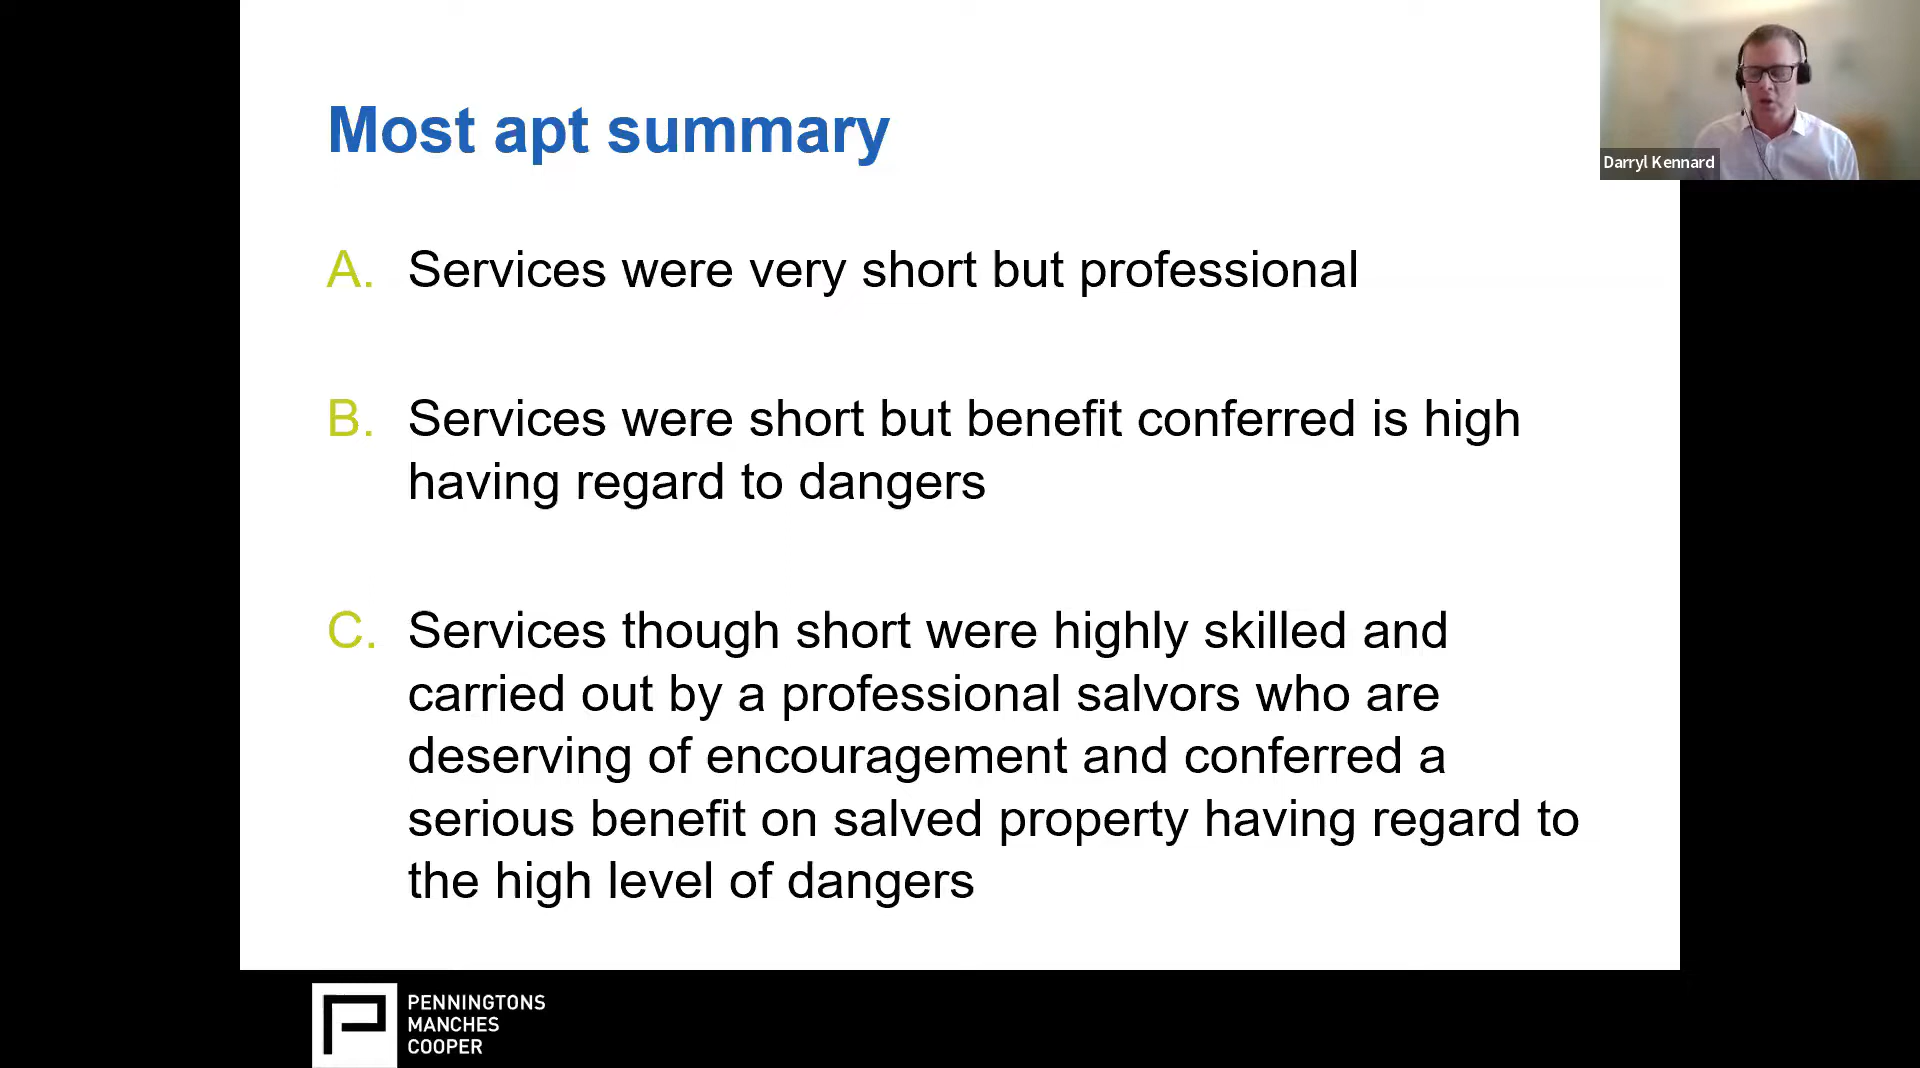 Most apt summary
Darryl Kennard
A. Services were very short but professional
B. Services were short but benefit conferred is high
having regard to dangers
C. Services though short were highly skilled and
carried out by a professional salvors who are
deserving of encouragement and conferred a
serious benefit on salved property having regard to
the high level of dangers
PENNINGTONS
MANCHES
COOPER